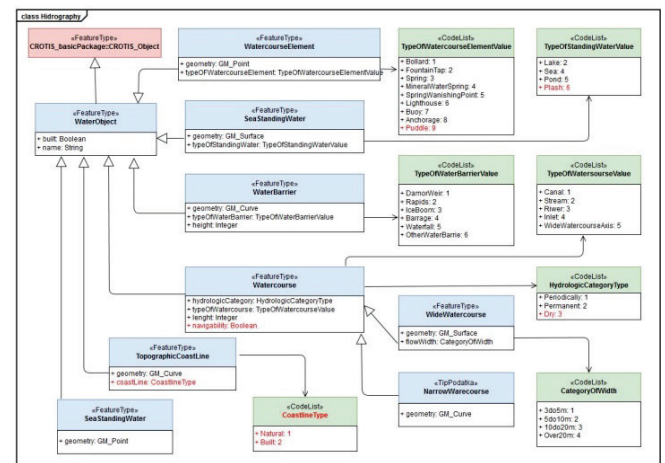 class Hidrography
«FeatureType»
CROTIS_basicPackage::CROTIS_Object
«FeatureType»
WatercourseElement
+ geometry: GM_Point
+ typeOFWatercourseElement: TypeOfWatercourseElementValue
«CodeList»
TypeOfWatercourseElementValue
+ Bollard: 1
+ FountainTap: 2
+ Spring: 3
+ MineralWaterSpring: 4
+ SpringWanishingPoint: 5
+ Lighthouse: 6
+ Buoy: 7
+ Anchorage: 8
+ Puddle: 9
«CodeList»
TypeOfStandingWaterValue
+ Lake: 2
+ Sea: 4
+ Pond: 5
+ Plash: 6
«FeatureType»
WaterObject
+ built: Boolean
+ name: String
«FeatureType»
SeaStandingWater
+ geometry: GM_Surface
+ typeOfStandingWater: TypeOfStandingWaterValue
«FeatureType»
WaterBarrier
+ geometry: GM_Curve
+ typeOfWaterBarrier: TypeOfWaterBarrierValue
+ height: Integer
«CodeList»
TypeOfWaterBarrierValue
+ DamorWeir: 1
+ Rapids: 2
+ IceBoom: 3
+ Barrage: 4
+ Waterfall: 5
+ OtherWaterBarrie: 6
«CodeList»
TypeOfWatersourseValue
+ Canal: 1
+ Stream: 2
+ Riwer: 3
+ Inlet: 4
+ WideWatercourseAxis: 5
«FeatureType»
Watercourse
+ hydrologicCategory: HydrologicCategoryType
+ typeOfWatercourse: TypeOfWatercourseValue
+ lenght: Integer
+ navigability: Boolean
«CodeList»
HydrologicCategoryType
+ Periodically: 1
+ Permanent: 2
+ Dry: 3
«FeatureType»
WideWatercourse
+ geometry: GM_Surface
+ flowWidth: CategoryOfWidth
«FeatureType»
TopographicCoastLine
+ geometry: GM_Curve
+ coastLine: CoastlineType
«TipPodatka»
NarrowWarecourse
+ geometry: GM_Curve
«CodeList»
CategoryOfWidth
+ 3do5m: 1
+ 5do10m: 2
+ 10do20m: 3
+ Over20m: 4
«FeatureType»
SeaStandingWater
+ geometry: GM_Point
«CodeList»
CoastineType
+ Natural: 1
+ Built: 2